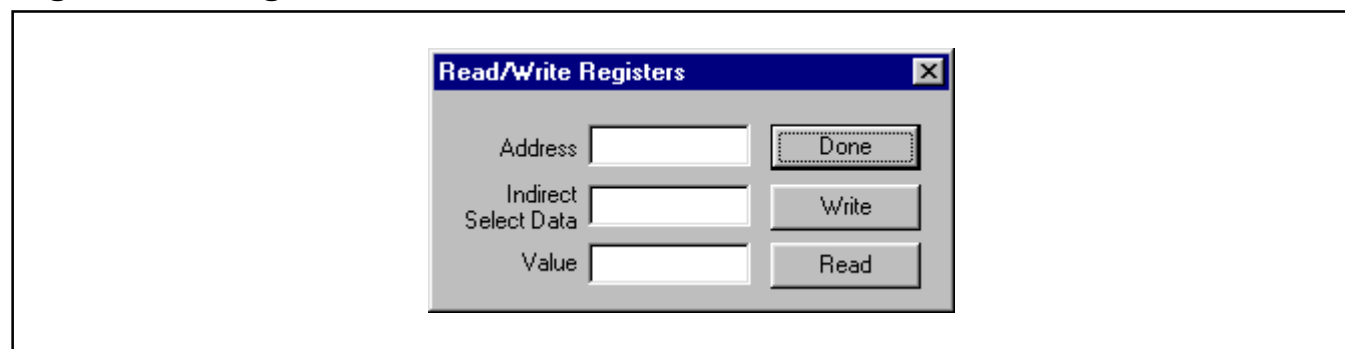 Read/Write Registers
Address
Done
Indirect
Select Data
Write
Value
Read